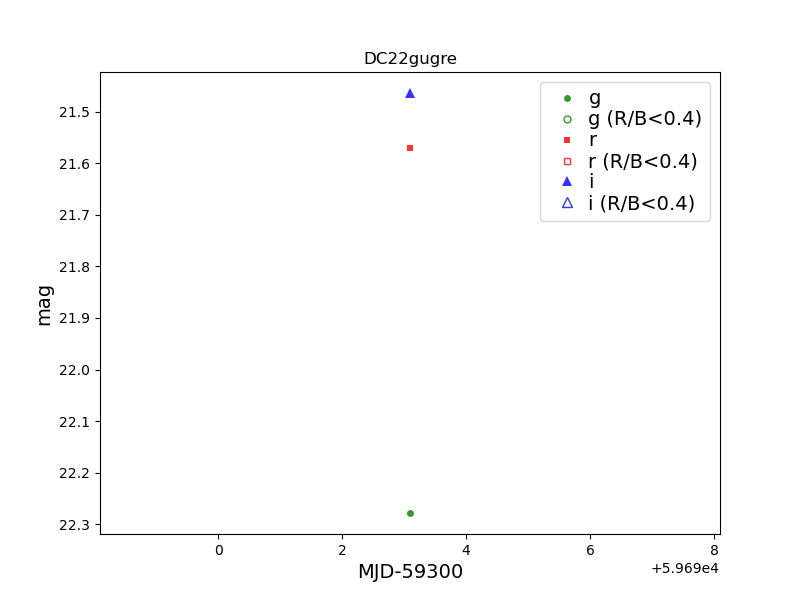 DC22gugre
g
g (R/B<0.4)
r
r (R/B<0.4)
i
i (R/B<0.4)
mag
21.5
21.6
21.7
21.8
21.9
22.0
22.1
22.2
22.3
0 2 4 6 8
MJD-59300
+5.969e4